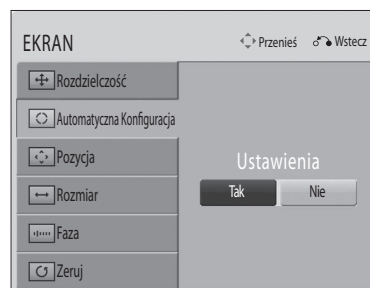 EKRAN Przenieś Wstecz
Rozdzielczość
Automatyczna Konfiguracja
Pozycja
Rozmiar
Faza
Zeruj
Ustawienia
Tak Nie